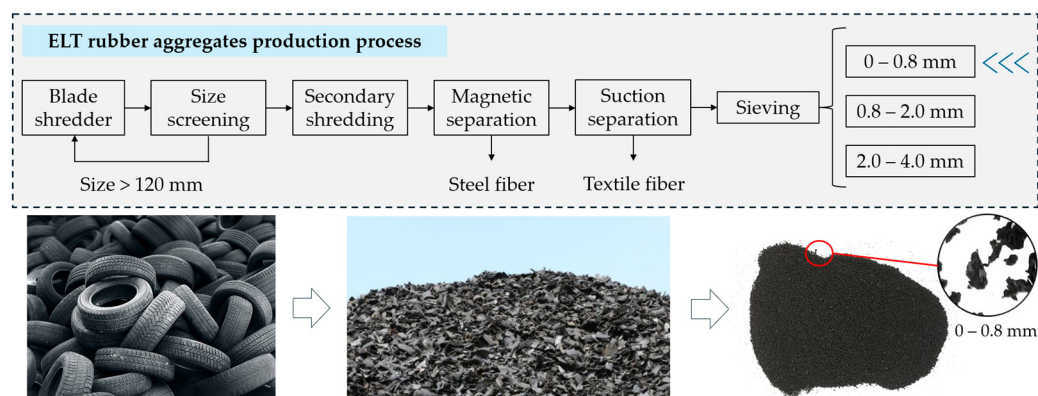 ELT rubber aggregates production process
Blade
shredder
Size
screening
Secondary
shredding
Magnetic
separation
Suction
separation
Sieving
0 – 0.8 mm
0.8 – 2.0 mm
2.0 – 4.0 mm
Size > 120 mm
Steel fiber
Textile fiber
0 – 0.8 mm